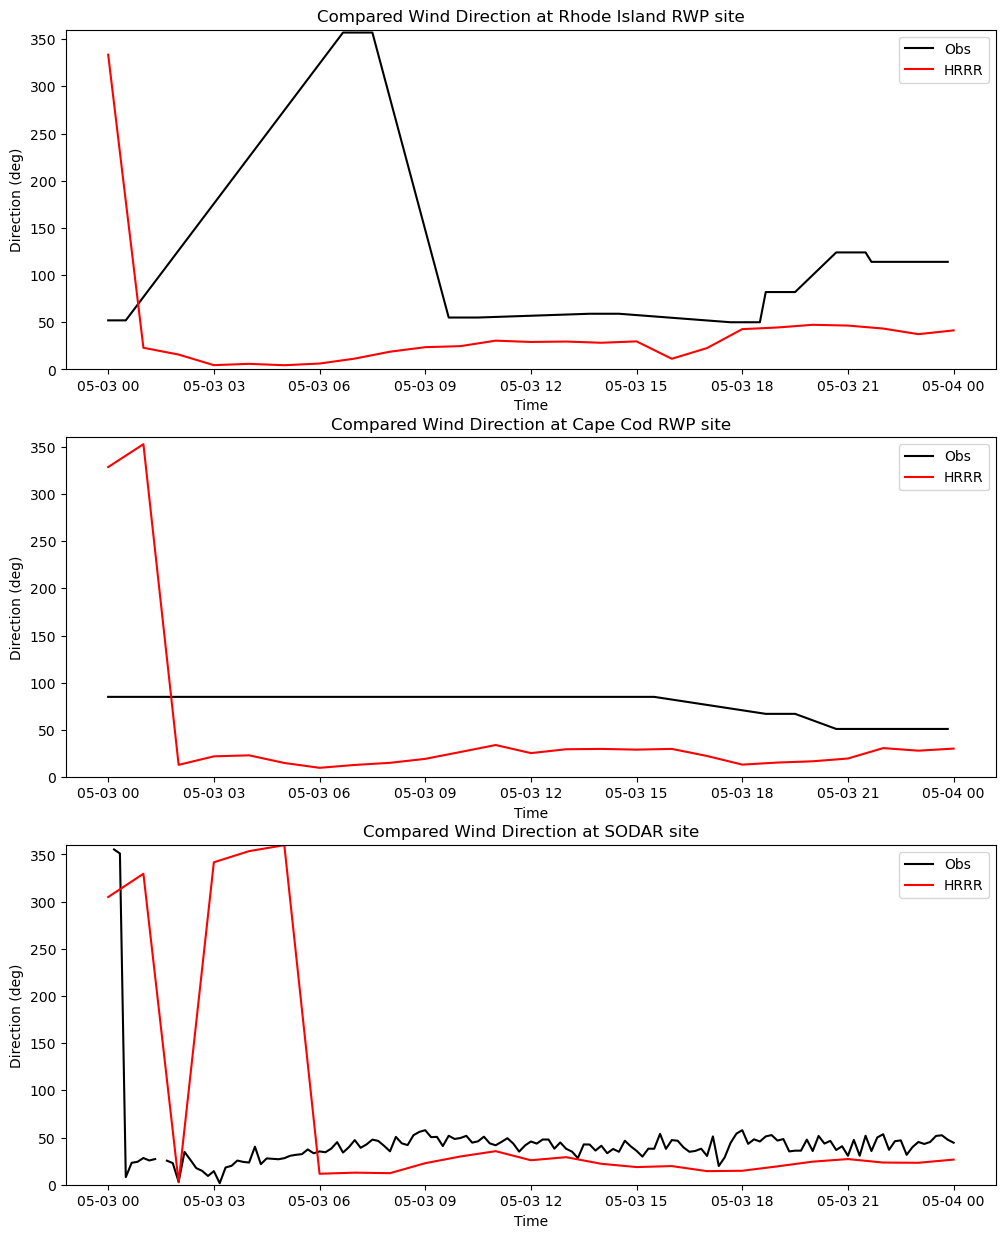 Compared Wind Direction at Rhode Island RWP site
350
300
250
200
150
100
50
0
Direction (deg)
Obs
HRRR
05-03 00 05-03 03 05-03 06 05-03 09 05-03 12 05-03 15 05-03 18 05-03 21 05-04 00
Time
Compared Wind Direction at Cape Cod RWP site
350
300
250
200
150
100
50
0
Direction (deg)
Obs
HRRR
05-03 00 05-03 03 05-03 06 05-03 09 05-03 12 05-03 15 05-03 18 05-03 21 05-04 00
Time
Compared Wind Direction at SODAR site
350
300
250
200
150
100
50
0
Direction (deg)
Obs
HRRR
05-03 00 05-03 03 05-03 06 05-03 09 05-03 12 05-03 15 05-03 18 05-03 21 05-04 00
Time